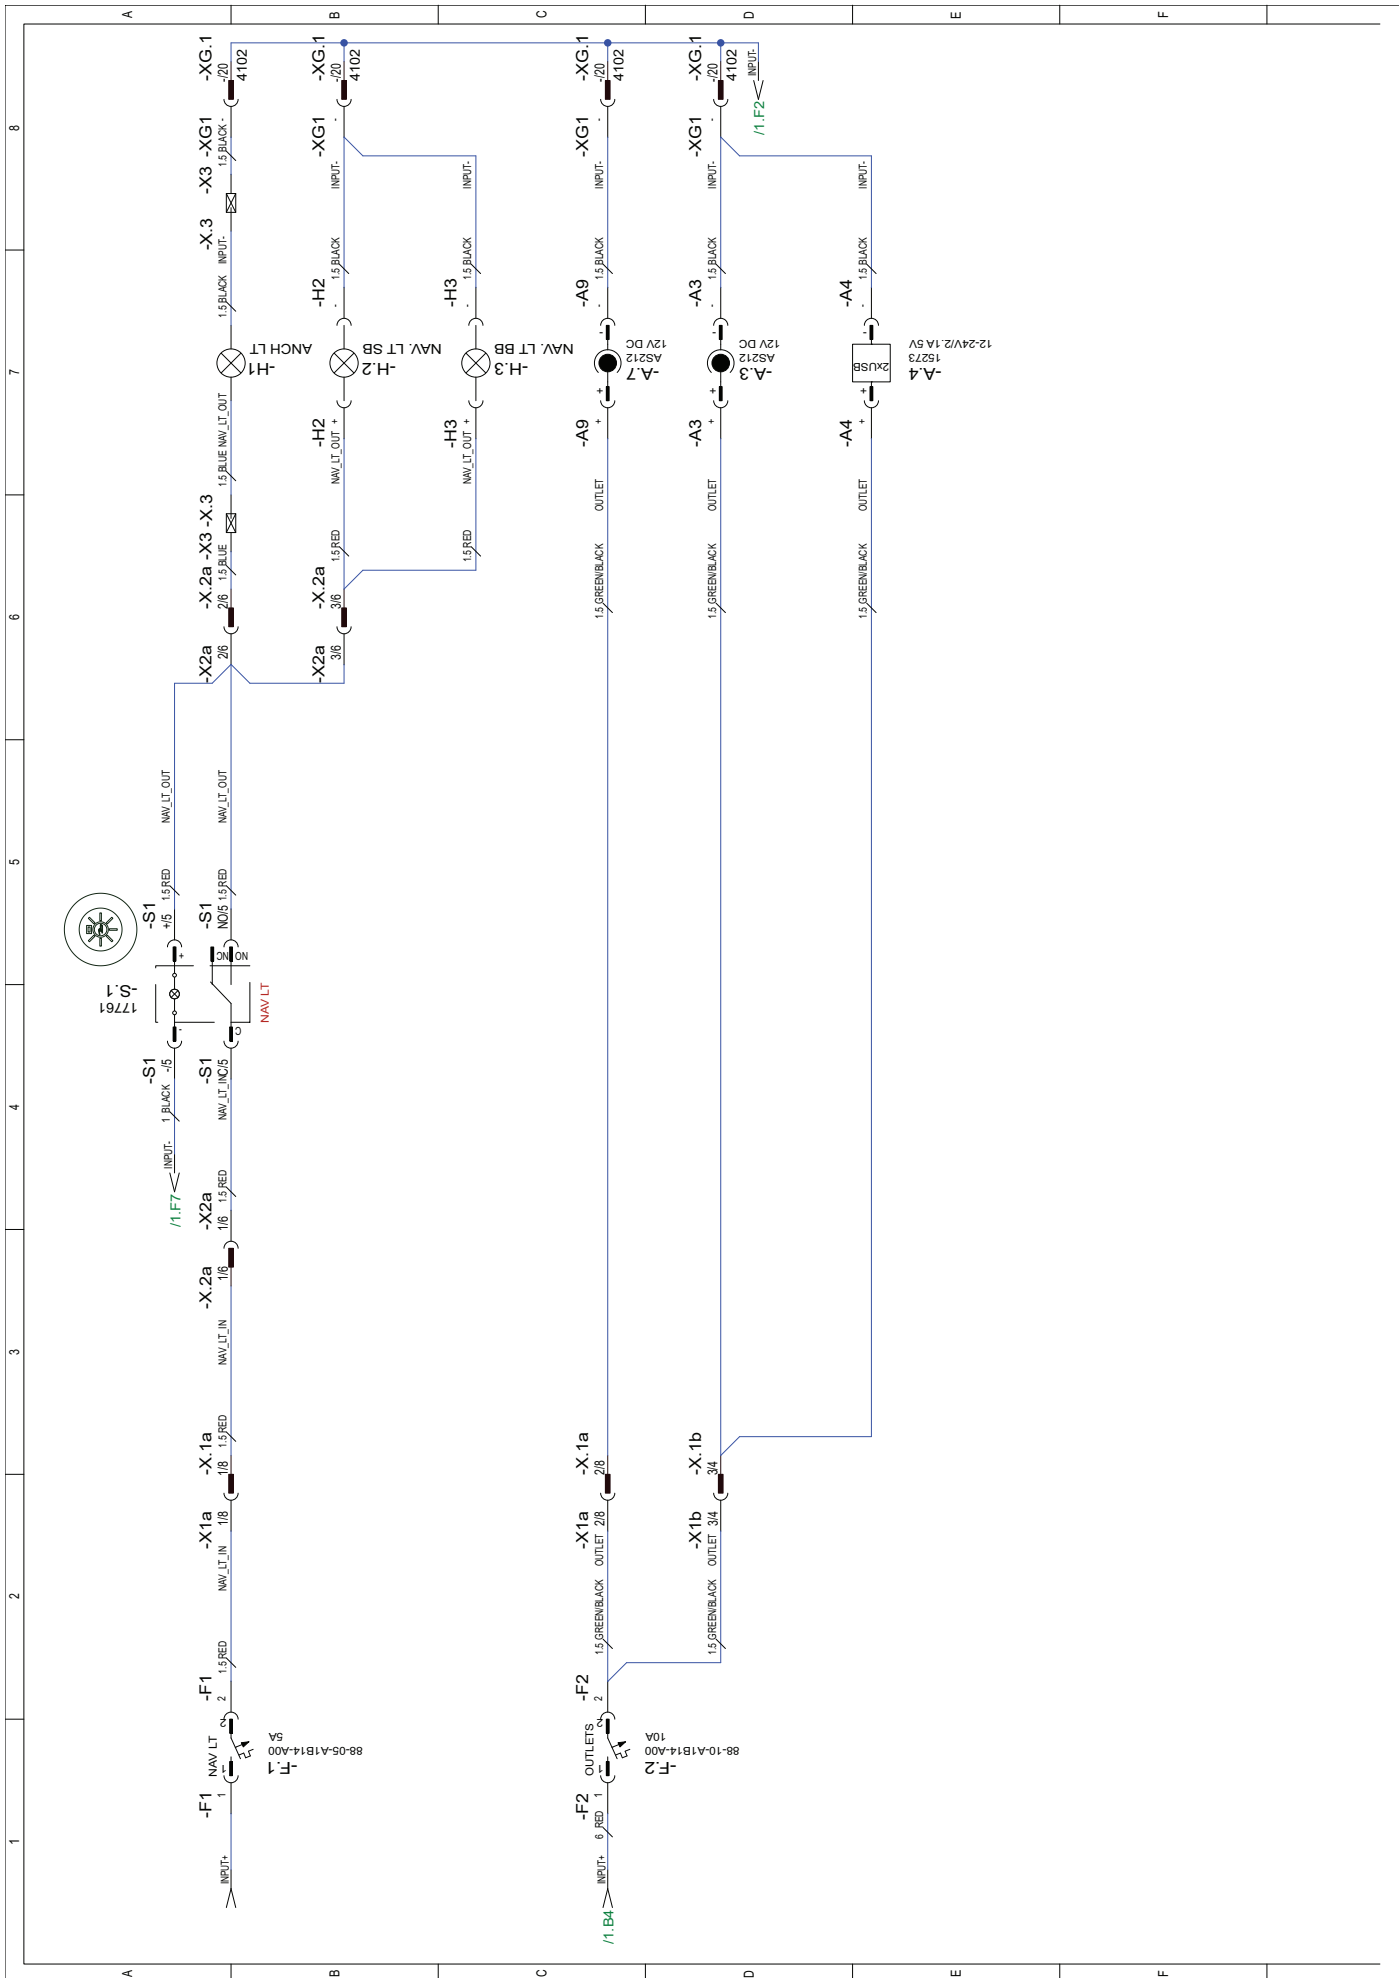 A
B
C
D
E
F
8
7
6
5
4
3
2
1
-XG.1
-/20
4102
-XG.1
-/20
4102
-XG.1
-/20
4102
-XG.1
-/20
4102
INPUT-
/1.F2
-XG1
-
-XG1
-
-XG1
-
-XG1
-
1.5 BLACK
-X3
-X.3
INPUT-
1.5 BLACK
INPUT-
1.5 BLACK
INPUT-
1.5 BLACK
INPUT-
1.5 BLACK
INPUT-
1.5 BLACK
INPUT-
1.5 BLACK
-H2
-
-H3
-
-A9
-
-A3
-
-A4
-
-H1
ANCH LT
-H.2
NAV. LT SB
-H.3
NAV. LT BB
-A.7
AS212
12V DC
-A.3
AS212
12V DC
2xUSB
-A.4
15273
12-24V/2.1A 5V
-H2
+
-H3
+
-A9
+
-A3
+
-A4
+
1.5 BLUE
NAV_LT_OUT
NAV_LT_OUT
NAV_LT_OUT
OUTLET
OUTLET
OUTLET
-X.3
-X3
1.5 BLUE
1.5 RED
1.5 RED
1.5 GREEN/BLACK
1.5 GREEN/BLACK
1.5 GREEN/BLACK
-X.2a
2/6
-X.2a
3/6
-X2a
2/6
-X2a
3/6
NAV_LT_OUT
NAV_LT_OUT
1.5 RED
1.5 RED
-S1
+/5
-S1
NO/5
+
NC
NO
-S.1
17761
NAV LT
-
C
-S1
-/5
-S1
C/5
1 BLACK
NAV_LT_IN
INPUT-
/1.F7
1.5 RED
-X2a
1/6
-X.2a
1/6
NAV_LT_IN
1.5 RED
-X.1a
1/8
-X.1a
2/8
-X.1b
3/4
-X1a
1/8
-X1a
2/8
-X1b
3/4
NAV_LT_IN
OUTLET
OUTLET
1.5 RED
1.5 GREEN/BLACK
1.5 GREEN/BLACK
-F1
2
-F2
2
2
1
NAV LT
-F.1
88-05-A1B14-A00
5A
2
1
OUTLETS
-F.2
88-10-A1B14-A00
10A
-F1
1
-F2
1
INPUT+
6 RED
INPUT+
/1.B4
A
B
C
D
E
F